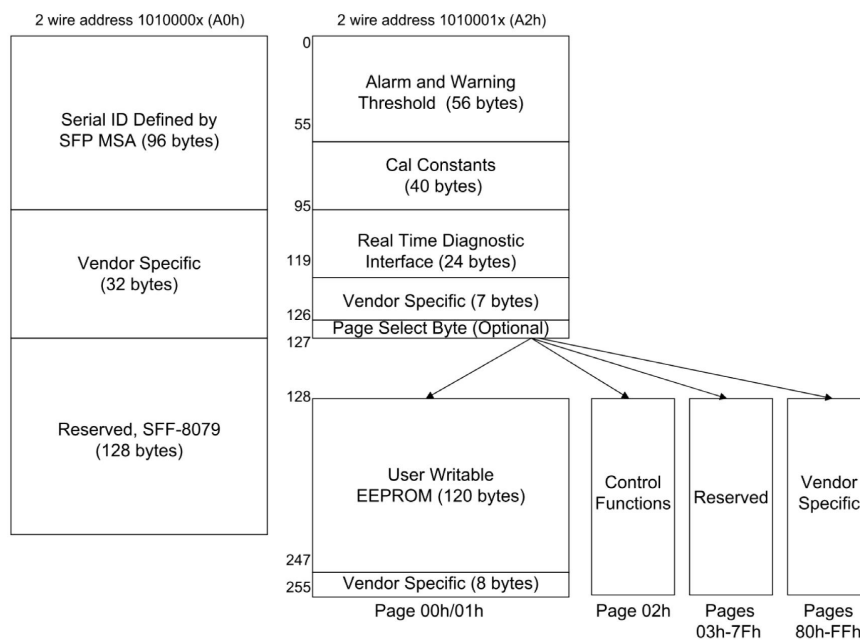 2 wire address 1010000x (A0h)
Serial ID Defined by
SFP MSA (96 bytes)
Vendor Specific
(32 bytes)
Reserved, SFF-8079
(128 bytes)
2 wire address 1010001x (A2h)
0
Alarm and Warning
Threshold (56 bytes)
55
Cal Constants
(40 bytes)
95
Real Time Diagnostic
Interface (24 bytes)
119
Vendor Specific (7 bytes)
126
Page Select Byte (Optional)
127
128
User Writable
EEPROM (120 bytes)
247
Vendor Specific (8 bytes)
255
Page 00h/01h
Control
Functions
Page 02h
Reserved
Pages
03h-7Fh
Vendor
Specific
Pages
80h-FFh